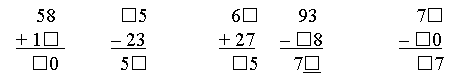 58 □5 6□ 93 7□
+ 1□ – 23 + 27 – □8 – □0
□0 5□ □5 7□ □7